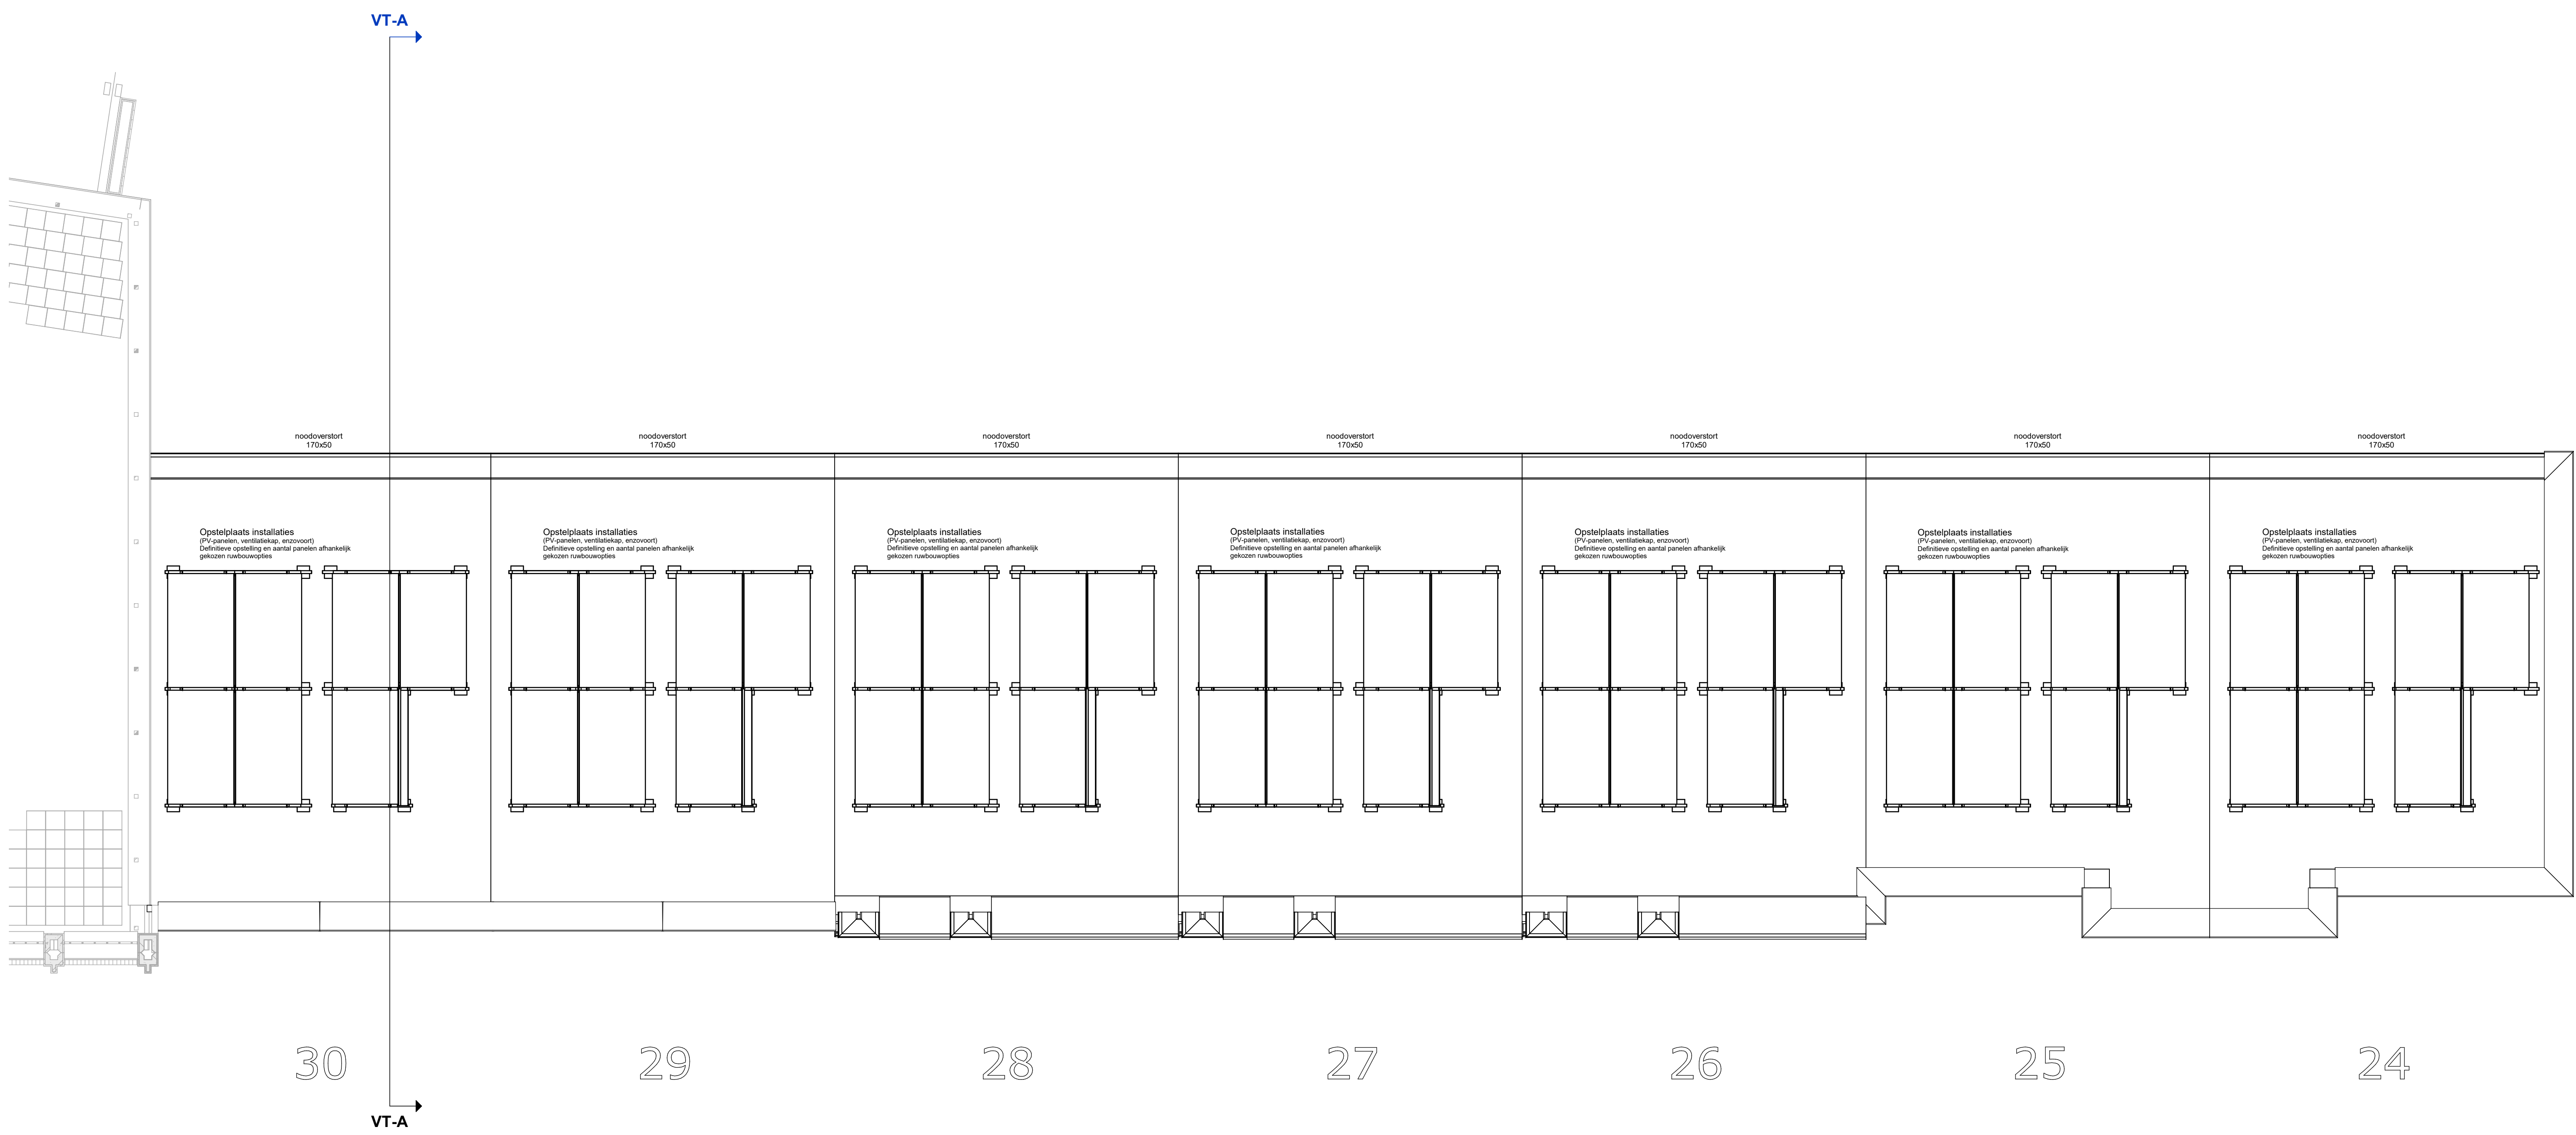 VT-A
noodoverstort
170x50
noodoverstort
170x50
noodoverstort
170x50
noodoverstort
170x50
noodoverstort
170x50
noodoverstort
170x50
noodoverstort
170x50
Opstelplaats installaties
(PV-panelen, ventilatiekap, enzovoort)
Definitieve opstelling en aantal panelen afhankelijk
gekozen ruwbouwopties
Opstelplaats installaties
(PV-panelen, ventilatiekap, enzovoort)
Definitieve opstelling en aantal panelen afhankelijk
gekozen ruwbouwopties
Opstelplaats installaties
(PV-panelen, ventilatiekap, enzovoort)
Definitieve opstelling en aantal panelen afhankelijk
gekozen ruwbouwopties
Opstelplaats installaties
(PV-panelen, ventilatiekap, enzovoort)
Definitieve opstelling en aantal panelen afhankelijk
gekozen ruwbouwopties
Opstelplaats installaties
(PV-panelen, ventilatiekap, enzovoort)
Definitieve opstelling en aantal panelen afhankelijk
gekozen ruwbouwopties
Opstelplaats installaties
(PV-panelen, ventilatiekap, enzovoort)
Definitieve opstelling en aantal panelen afhankelijk
gekozen ruwbouwopties
Opstelplaats installaties
(PV-panelen, ventilatiekap, enzovoort)
Definitieve opstelling en aantal panelen afhankelijk
gekozen ruwbouwopties
30
29
28
27
26
25
24
VT-A